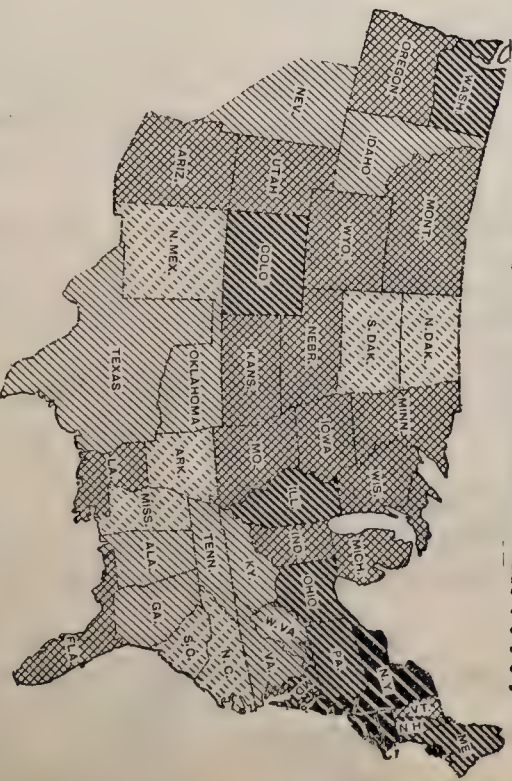 WASH.
OREGON
IDAHO
MONT.
NEV.
UTAH
WYO.
ARIZ.
COLO
N. MEX.
N. DAK.
S. DAK.
NEBR.
KANS.
OKLAHOMA
TEXAS
MINN.
IOWA
MO.
ARK.
LA.
WIS.
ILL.
MISS.
MICH.
IND.
KY.
TENN.
ALA.
OHIO
W. VA.
VA.
N. C.
S. C.
GA.
FLA.
PA.
N.Y.
VT.
N H
ME.